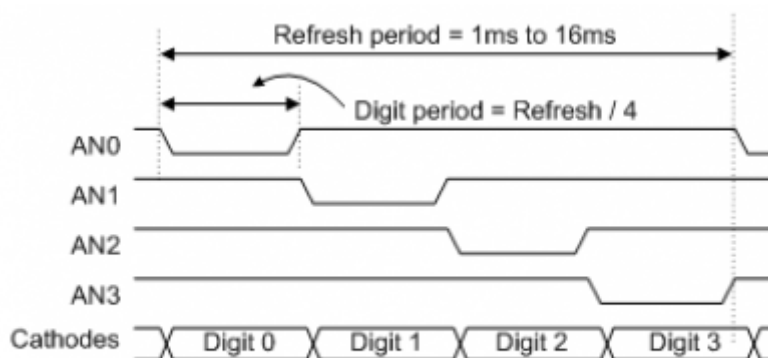 Refresh period = 1ms to 16ms
Digit period = Refresh / 4
AN0
AN1
AN2
AN3
Cathodes Digit 0 Digit 1 Digit 2 Digit 3